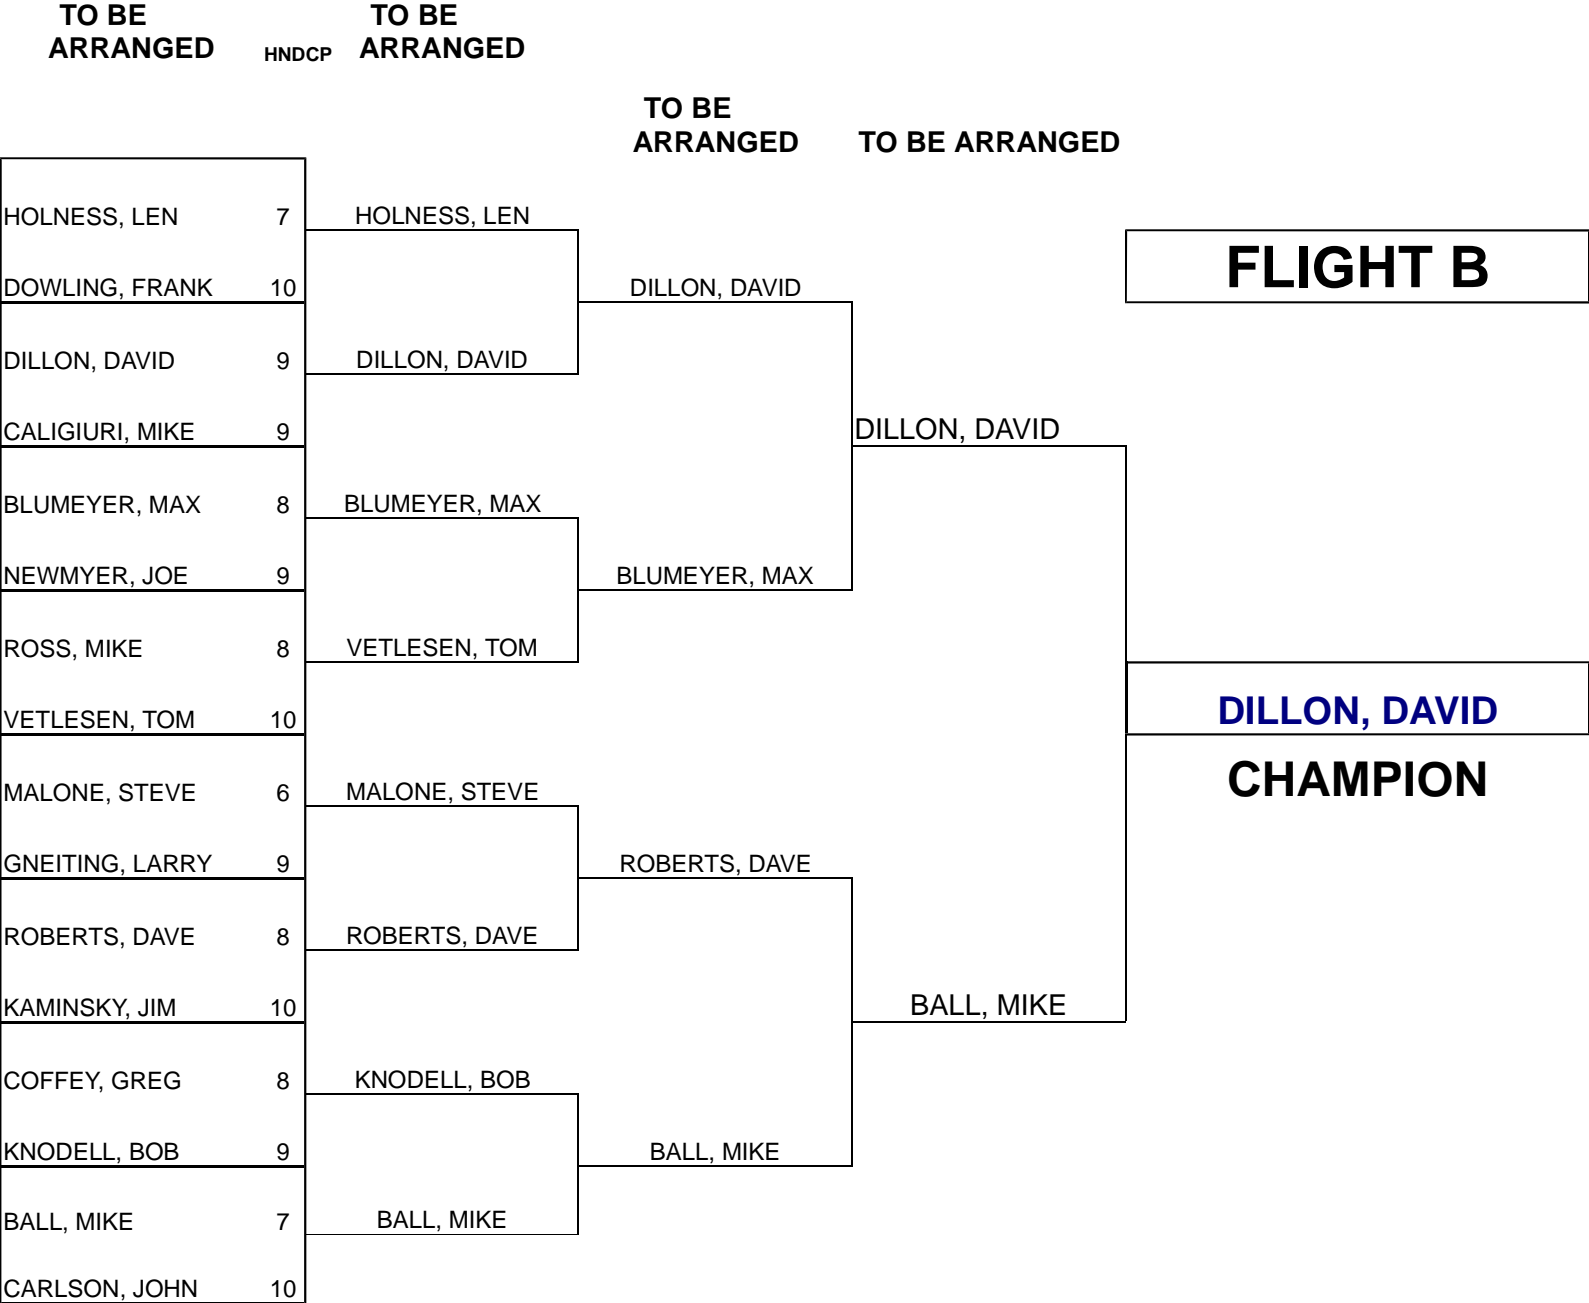 TO BE
ARRANGED
HNDCP
TO BE
ARRANGED
TO BE
ARRANGED
TO BE ARRANGED
HOLNESS, LEN 7
HOLNESS, LEN
FLIGHT B
DOWLING, FRANK 10
DILLON, DAVID
DILLON, DAVID 9
DILLON, DAVID
CALIGIURI, MIKE 9
DILLON, DAVID
BLUMEYER, MAX 8
BLUMEYER, MAX
NEWMYER, JOE 9
BLUMEYER, MAX
ROSS, MIKE 8
VETLESEN, TOM
VETLESEN, TOM 10
DILLON, DAVID
CHAMPION
MALONE, STEVE 6
MALONE, STEVE
GNEITING, LARRY 9
ROBERTS, DAVE
ROBERTS, DAVE 8
ROBERTS, DAVE
KAMINSKY, JIM 10
BALL, MIKE
COFFEY, GREG 8
KNODELL, BOB
KNODELL, BOB 9
BALL, MIKE
BALL, MIKE 7
BALL, MIKE
CARLSON, JOHN 10